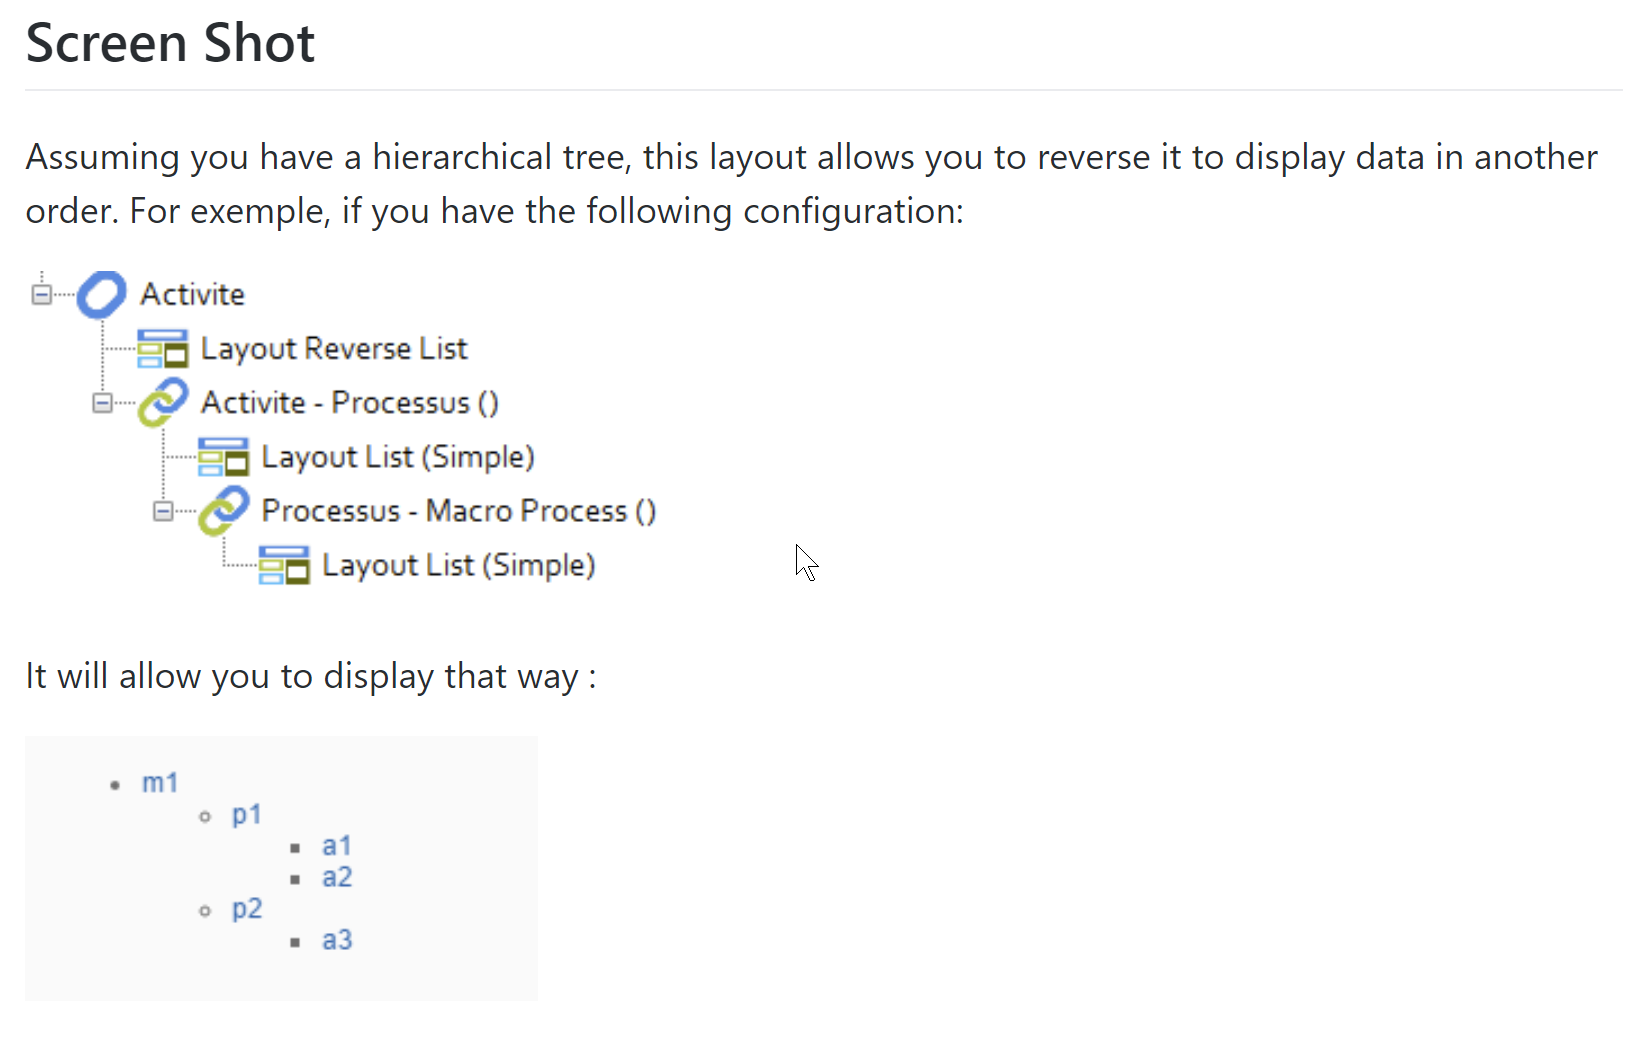 Screen Shot
Assuming you have a hierarchical tree, this layout allows you to reverse it to display data in another
order. For exemple, if you have the following configuration:
Activite
Layout Reverse List
Activite - Processus ()
Layout List (Simple)
Processus - Macro Process ()
Layout List (Simple)
It will allow you to display that way :
m1
p1
a1
a2
p2
a3